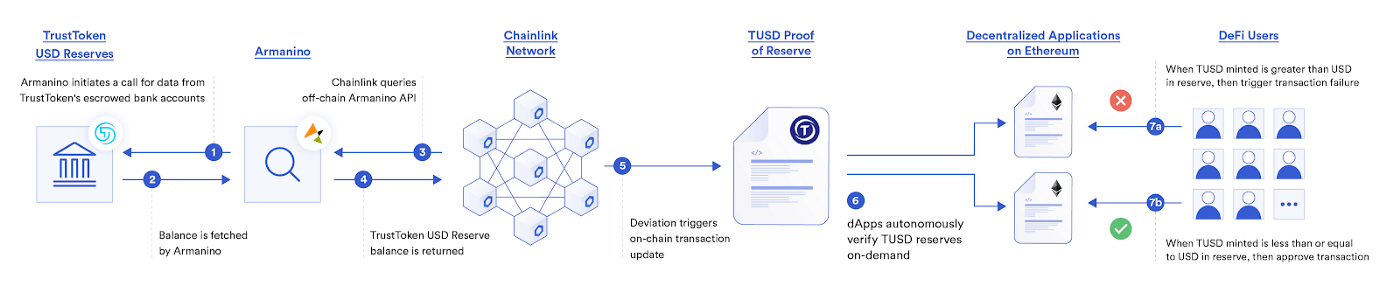 TrustToken
USD Reserves
Armanino initiates a call for data from
TrustToken's escrowed bank accounts
1
2
Balance is fetched
by Armanino
Armanino
Chainlink queries
off-chain Armanino API
3
4
TrustToken USD Reserve
balance is returned
Chainlink
Network
5
Deviation triggers
on-chain transaction
update
TUSD Proof
of Reserve
</>
T
6
dApps autonomously
verify TUSD reserves
on-demand
Decentralized Applications
on Ethereum
</>
</>
DeFi Users
When TUSD minted is greater than USD
in reserve, then trigger transaction failure
7a
7b
When TUSD minted is less than or equal
to USD in reserve, then approve transaction